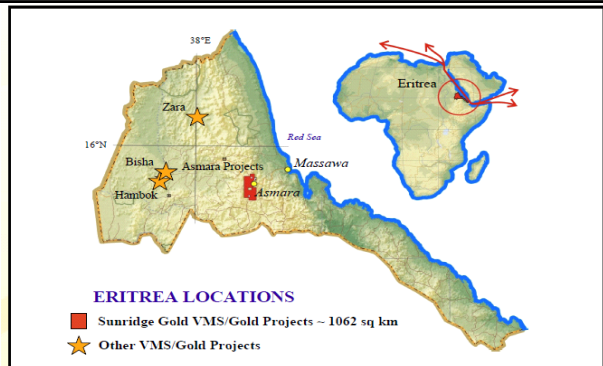 38°E
Eritrea
Zara
Red Sea
16°N
Bisha
Asmara Projects
Massawa
Hambok
Asmara
ERITREA LOCATIONS
Sunridge Gold VMS/Gold Projects ~ 1062 sq km
Other VMS/Gold Projects